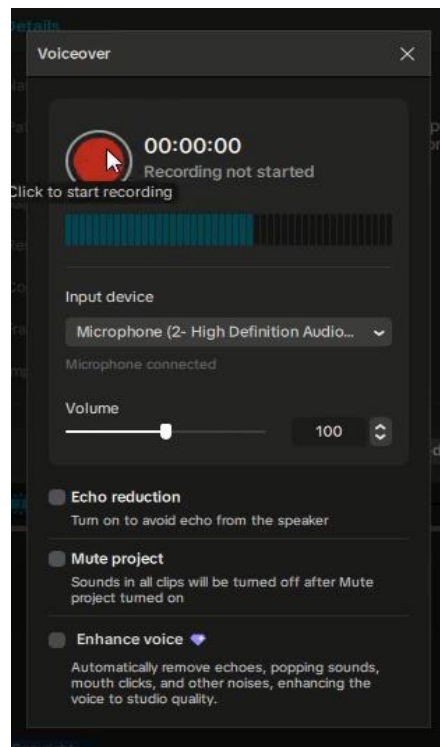 Details
Voiceover
00:00:00
Recording not started
Click to start recording
Input device
Microphone (2- High Definition Audio...
Microphone connected
Volume
100
Echo reduction
Turn on to avoid echo from the speaker
Mute project
Sounds in all clips will be turned off after Mute
project turned on
Enhance voice
Automatically remove echoes, popping sounds,
mouth clicks, and other noises, enhancing the
voice to studio quality.